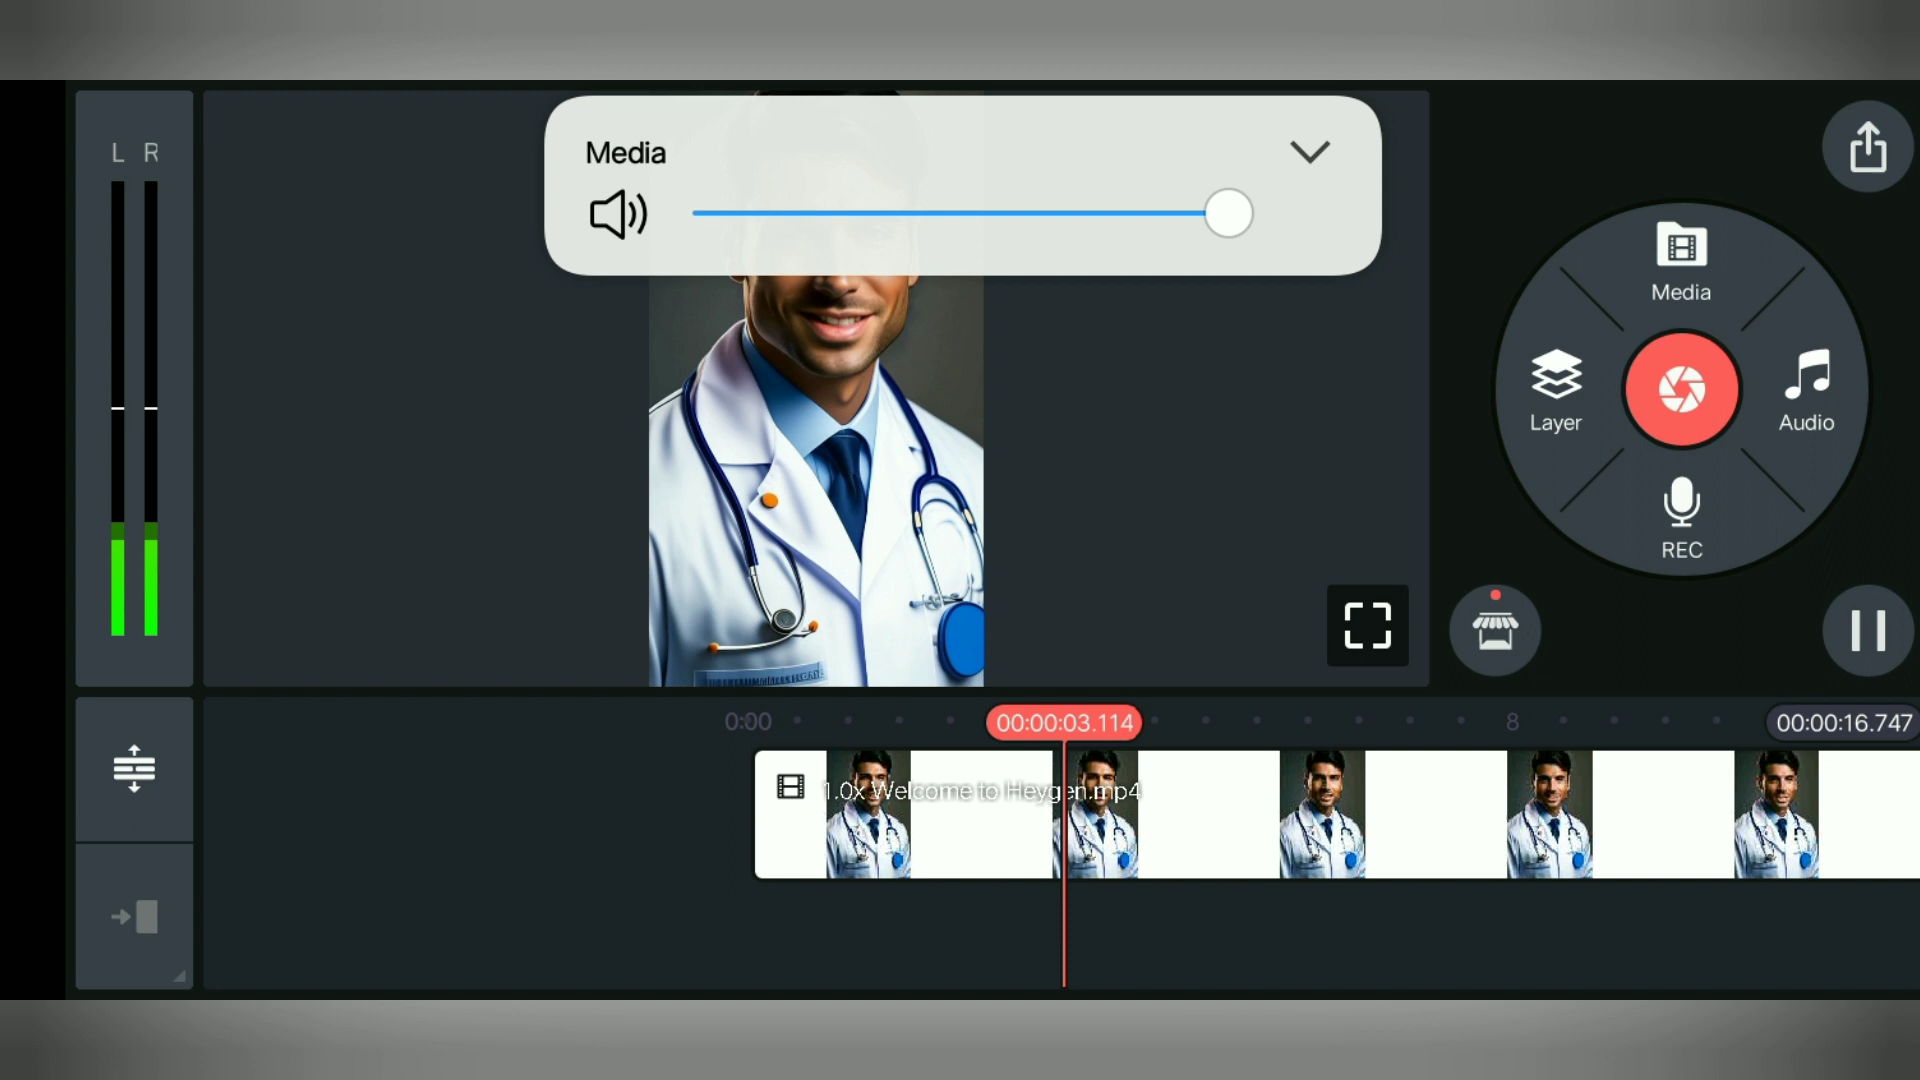 L R
Media
Media
Layer
Audio
REC
0:00
00:00:03.114
8
00:00:16.747
1.0x Welcome to Heygen.mp4